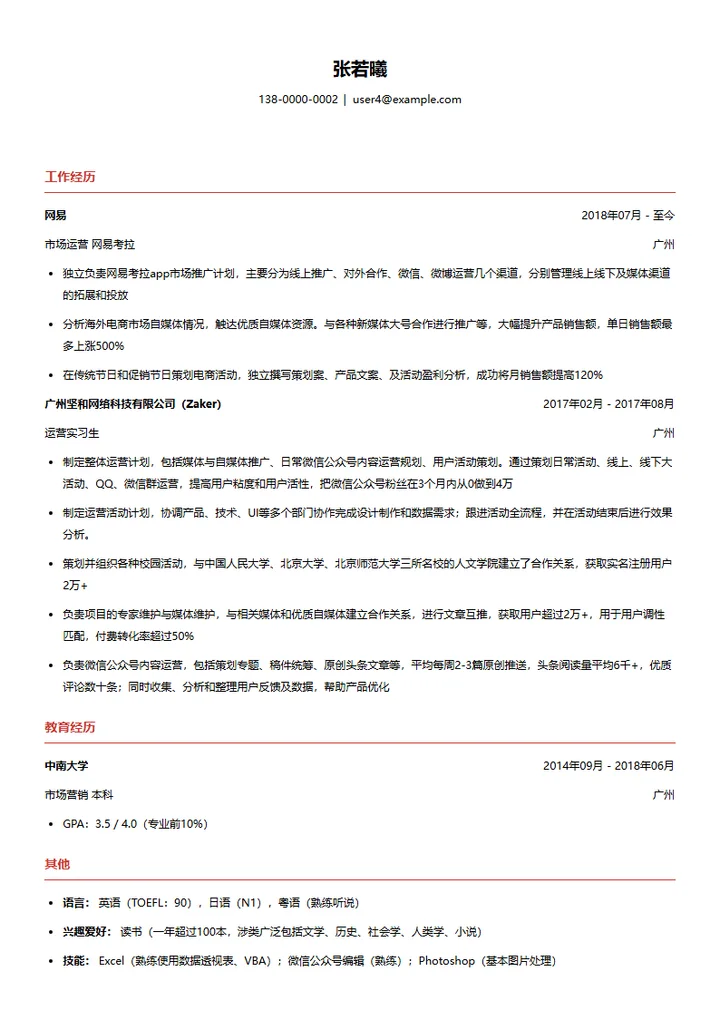 张若曦
138-0000-0002 | user4@example.com
工作经历
网易 2018年07月 - 至今
市场运营 网易考拉 广州
• 独立负责网易考拉app市场推广计划，主要分为线上推广、对外合作、微信、微博运营几个渠道，分别管理线上线下及媒体渠道
的拓展和投放
• 分析海外电商市场自媒体情况，触达优质自媒体资源。与各种新媒体大号合作进行推广等，大幅提升产品销售额，单日销售额最
多上涨500%
• 在传统节日和促销节日策划电商活动，独立撰写策划案、产品文案、及活动盈利分析，成功将月销售额提高120%
广州坚和网络科技有限公司（Zaker） 2017年02月 - 2017年08月
运营实习生 广州
• 制定整体运营计划，包括媒体与自媒体推广、日常微信公众号内容运营规划、用户活动策划。通过策划日常活动、线上、线下大
活动、QQ、微信群运营，提高用户粘度和用户活性，把微信公众号粉丝在3个月内从0做到4万
• 制定运营活动计划，协调产品、技术、UI等多个部门协作完成设计制作和数据需求；跟进活动全流程，并在活动结束后进行效果
分析。
• 策划并组织各种校园活动，与中国人民大学、北京大学、北京师范大学三所名校的人文学院建立了合作关系，获取实名注册用户
2万+
• 负责项目的专家维护与媒体维护，与相关媒体和优质自媒体建立合作关系，进行文章互推，获取用户超过2万+，用于用户调性
匹配，付费转化率超过50%
• 负责微信公众号内容运营，包括策划专题、稿件统筹、原创头条文章等，平均每周2-3篇原创推送，头条阅读量平均6千+，优质
评论数十条；同时收集、分析和整理用户反馈及数据，帮助产品优化
教育经历
中南大学 2014年09月 - 2018年06月
市场营销 本科 广州
• GPA：3.5 / 4.0（专业前10%）
其他
• 语言： 英语（TOEFL：90），日语（N1），粤语（熟练听说）
• 兴趣爱好： 读书（一年超过100本，涉类广泛包括文学、历史、社会学、人类学、小说）
• 技能： Excel（熟练使用数据透视表、VBA）；微信公众号编辑（熟练）；Photoshop（基本图片处理）